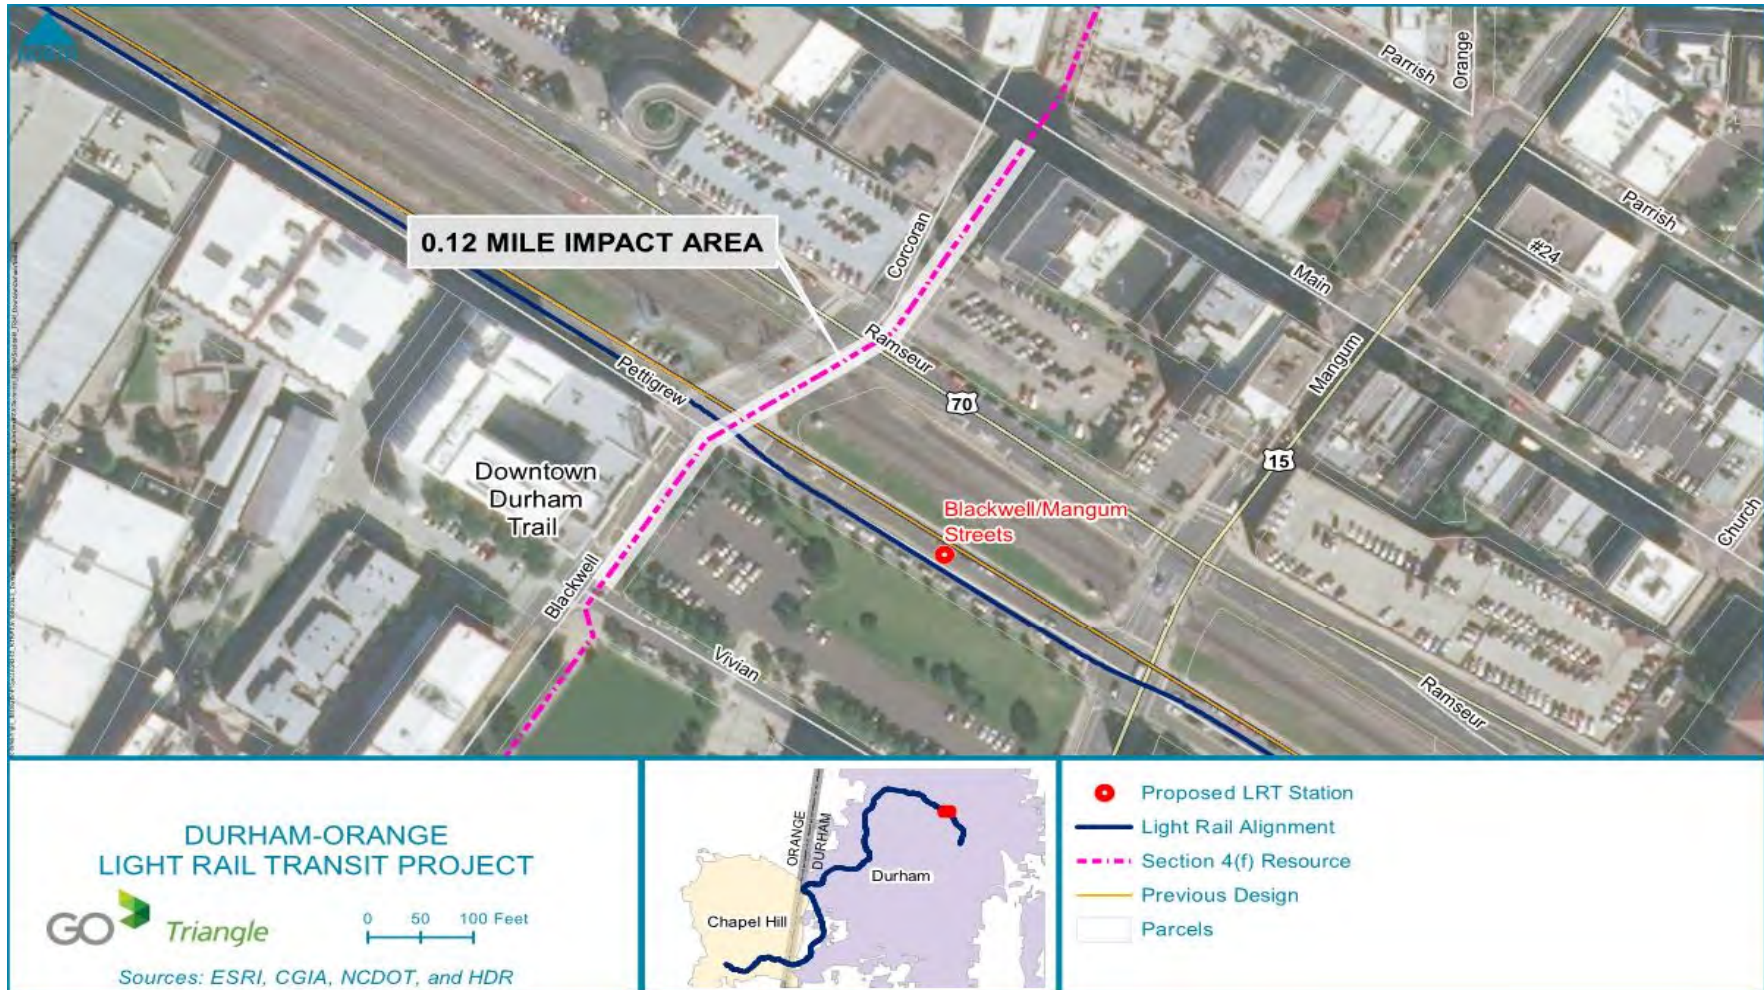 NORTH
Parrish
Orange
Corcoran
0.12 MILE IMPACT AREA
Parrish
#24
Main
Ramseur
Pettigrew
Mangum
70
15
Downtown
Durham
Trail
Blackwell/Mangum
Streets
Church
Blackwell
Vivian
Ramseur
DURHAM-ORANGE
LIGHT RAIL TRANSIT PROJECT
GO Triangle
0 50 100 Feet
Sources: ESRI, CGIA, NCDOT, and HDR
ORANGE
DURHAM
Durham
Chapel Hill
Proposed LRT Station
Light Rail Alignment
Section 4(f) Resource
Previous Design
Parcels